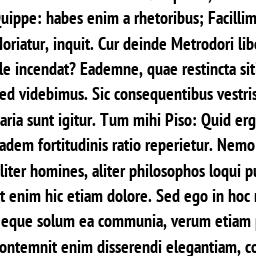 uippe: habes enim a rhetoribus; Facillim
oriatur, inquit. Cur deinde Metrodori libe
le incendat? Eademne, quae restincta sit
ed videbimus. Sic consequentibus vestris
aria sunt igitur. Tum mihi Piso: Quid erg
adem fortitudinis ratio reperietur. Nemo
liter homines, aliter philosophos loqui pu
t enim hic etiam dolore. Sed ego in hoc r
eque solum ea communia, verum etiam
ontemnit enim disserendi elegantiam, co